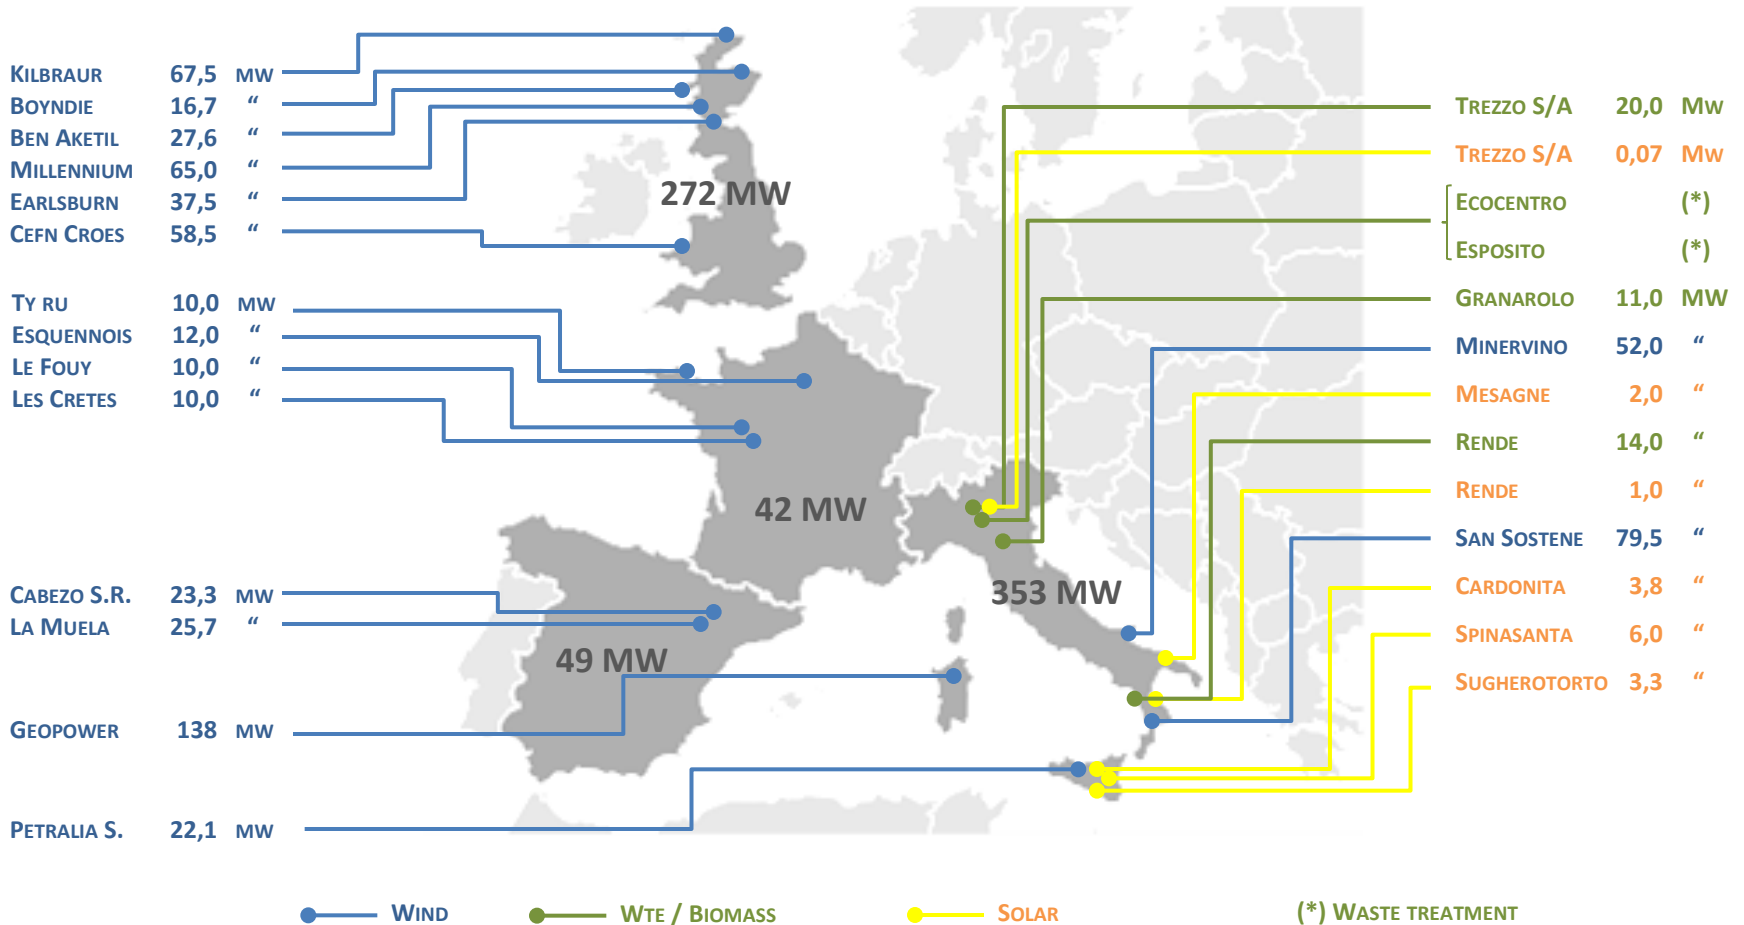 KILBRAUR 67,5 MW
BOYNDIE 16,7 “
BEN AKETIL 27,6 “
MILLENNIUM 65,0 “
EARLSBURN 37,5 “
CEFN CROES 58,5 “
TY RU 10,0 MW
ESQUENNOIS 12,0 “
LE FOUY 10,0 “
LES CRETES 10,0 “
CABEZO S.R. 23,3 MW
LA MUELA 25,7 “
GEOPOWER 138 MW
PETRALIA S. 22,1 MW
272 MW
42 MW
353 MW
49 MW
TREZZO S/A 20,0 MW
TREZZO S/A 0,07 MW
ECOCENTRO (*)
ESPOSITO (*)
GRANAROLO 11,0 MW
MINERVINO 52,0 “
MESAGNE 2,0 “
RENDE 14,0 “
RENDE 1,0 “
SAN SOSTENE 79,5 “
CARDONITA 3,8 “
SPINASANTA 6,0 “
SUGHEROTORTO 3,3 “
WIND
WTE / BIOMASS
SOLAR
(*) WASTE TREATMENT